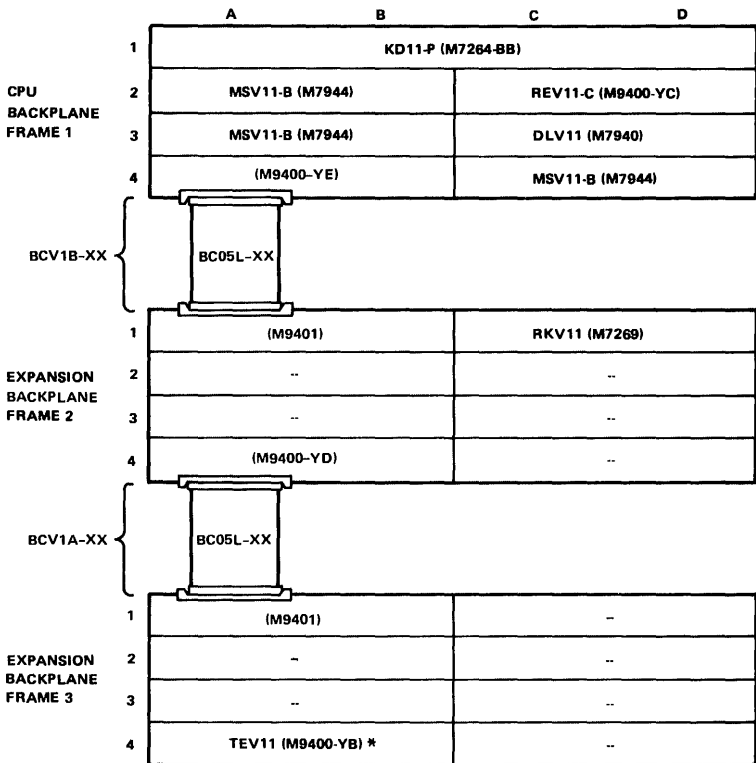 A B C D
1 KD11-P (M7264-BB)
CPU BACKPLANE FRAME 1
2 MSV11-B (M7944) REV11-C (M9400-YC)
3 MSV11-B (M7944) DLV11 (M7940)
4 (M9400-YE) MSV11-B (M7944)
BCV1B-XX BC05L-XX
1 (M9401) RKV11 (M7269)
EXPANSION BACKPLANE FRAME 2
2 -- --
3 -- --
4 (M9400-YD) --
BCV1A-XX BC05L-XX
1 (M9401) --
EXPANSION BACKPLANE FRAME 3
2 -- --
3 -- --
4 TEV11 (M9400-YB) * --